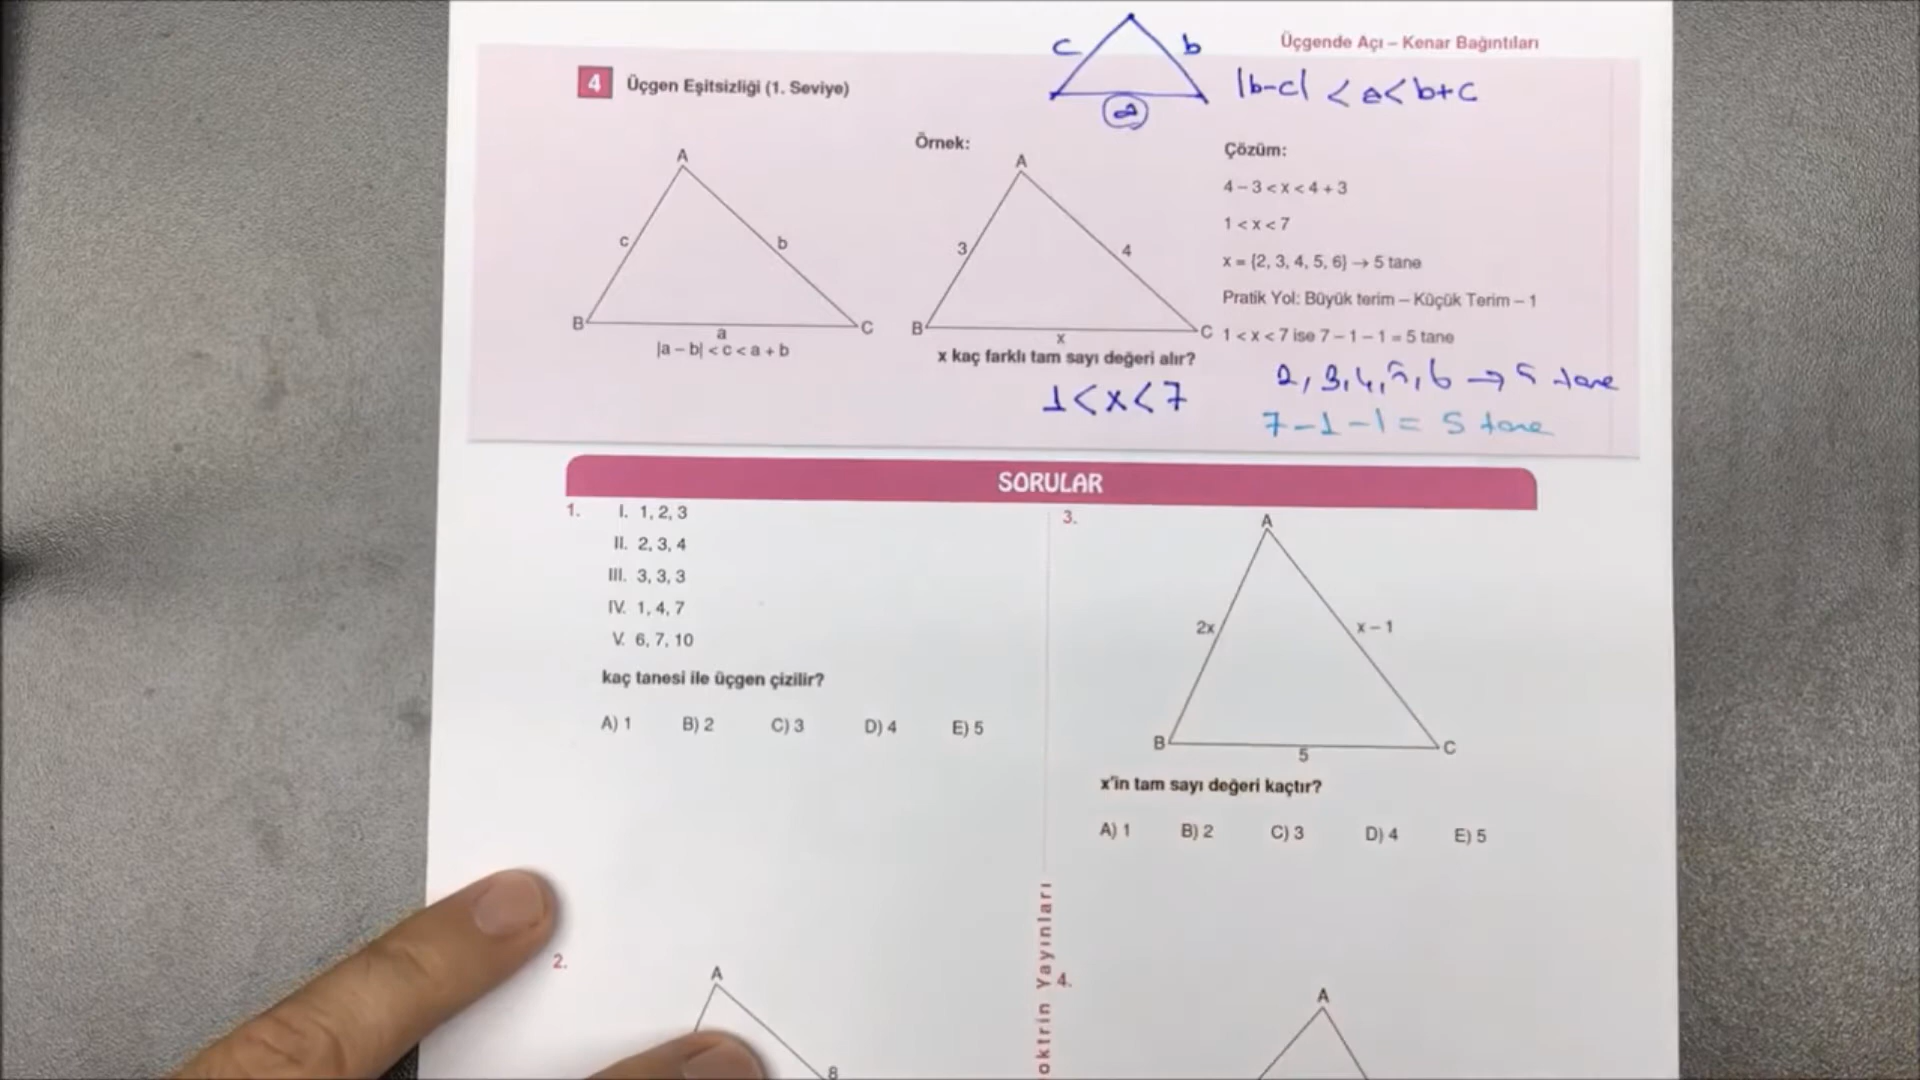 Üçgende Açı – Kenar Bağıntıları
4 Üçgen Eşitsizliği (1. Seviye)
c b
a
|b-c| < a < b+c
A
c b
B C
a
|a – b| < c < a + b
Örnek:
A
3 4
B C
x
x kaç farklı tam sayı değeri alır?
1 < x < 7
Çözüm:
4 – 3 < x < 4 + 3
1 < x < 7
x = {2, 3, 4, 5, 6} → 5 tane
Pratik Yol: Büyük terim – Küçük Terim – 1
1 < x < 7 ise 7 – 1 – 1 = 5 tane
2, 3, 4, 5, 6 → 5 tane
7 – 1 – 1 = 5 tane
SORULAR
1.
I. 1, 2, 3
II. 2, 3, 4
III. 3, 3, 3
IV. 1, 4, 7
V. 6, 7, 10
kaç tanesi ile üçgen çizilir?
A) 1 B) 2 C) 3 D) 4 E) 5
2.
A
8
3.
A
2x x – 1
B C
5
x'in tam sayı değeri kaçtır?
A) 1 B) 2 C) 3 D) 4 E) 5
4.
A
oktrin Yayınları